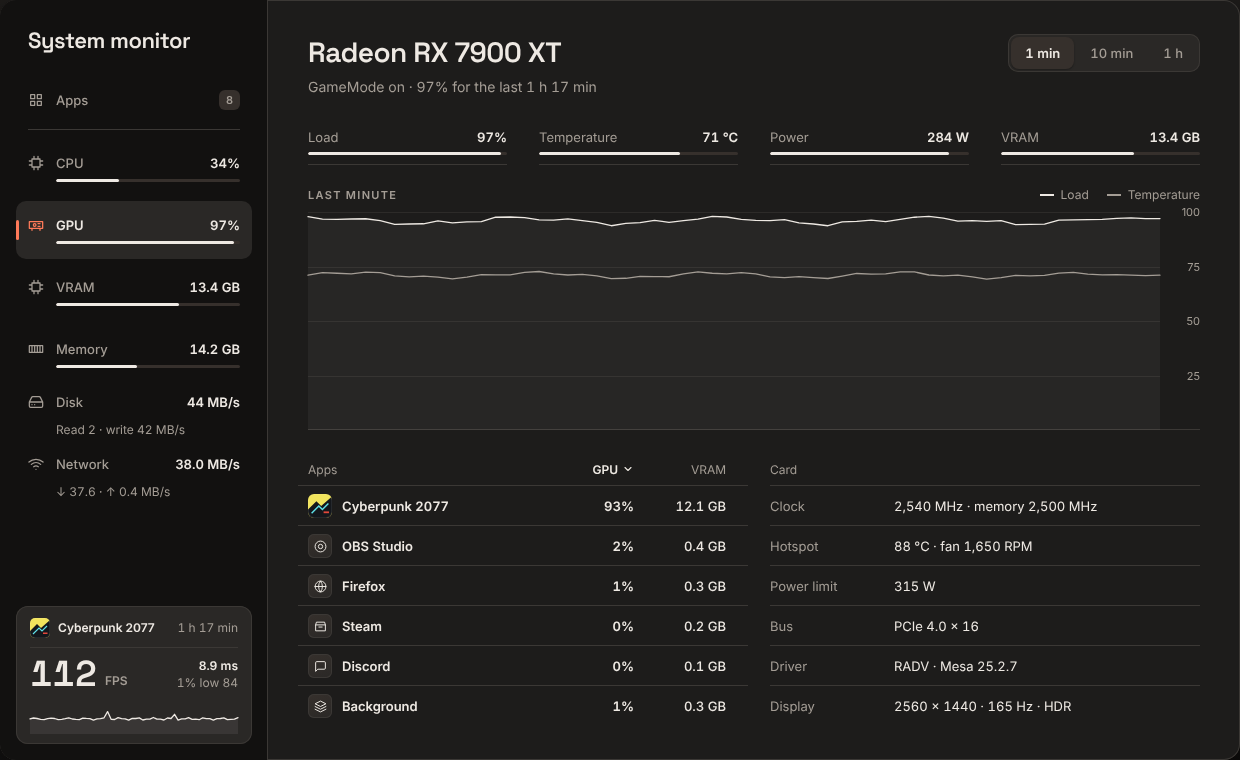 System monitor
Apps 8
CPU 34%
GPU 97%
VRAM 13.4 GB
Memory 14.2 GB
Disk 44 MB/s
Read 2 · write 42 MB/s
Network 38.0 MB/s
↓ 37.6 · ↑ 0.4 MB/s
Cyberpunk 2077 1 h 17 min
112 FPS
8.9 ms
1% low 84
Radeon RX 7900 XT
1 min 10 min 1 h
GameMode on · 97% for the last 1 h 17 min
Load 97%
Temperature 71 °C
Power 284 W
VRAM 13.4 GB
LAST MINUTE
Load Temperature
100
75
50
25
Apps GPU VRAM
Cyberpunk 2077 93% 12.1 GB
OBS Studio 2% 0.4 GB
Firefox 1% 0.3 GB
Steam 0% 0.2 GB
Discord 0% 0.1 GB
Background 1% 0.3 GB
Card
Clock 2,540 MHz · memory 2,500 MHz
Hotspot 88 °C · fan 1,650 RPM
Power limit 315 W
Bus PCIe 4.0 × 16
Driver RADV · Mesa 25.2.7
Display 2560 × 1440 · 165 Hz · HDR